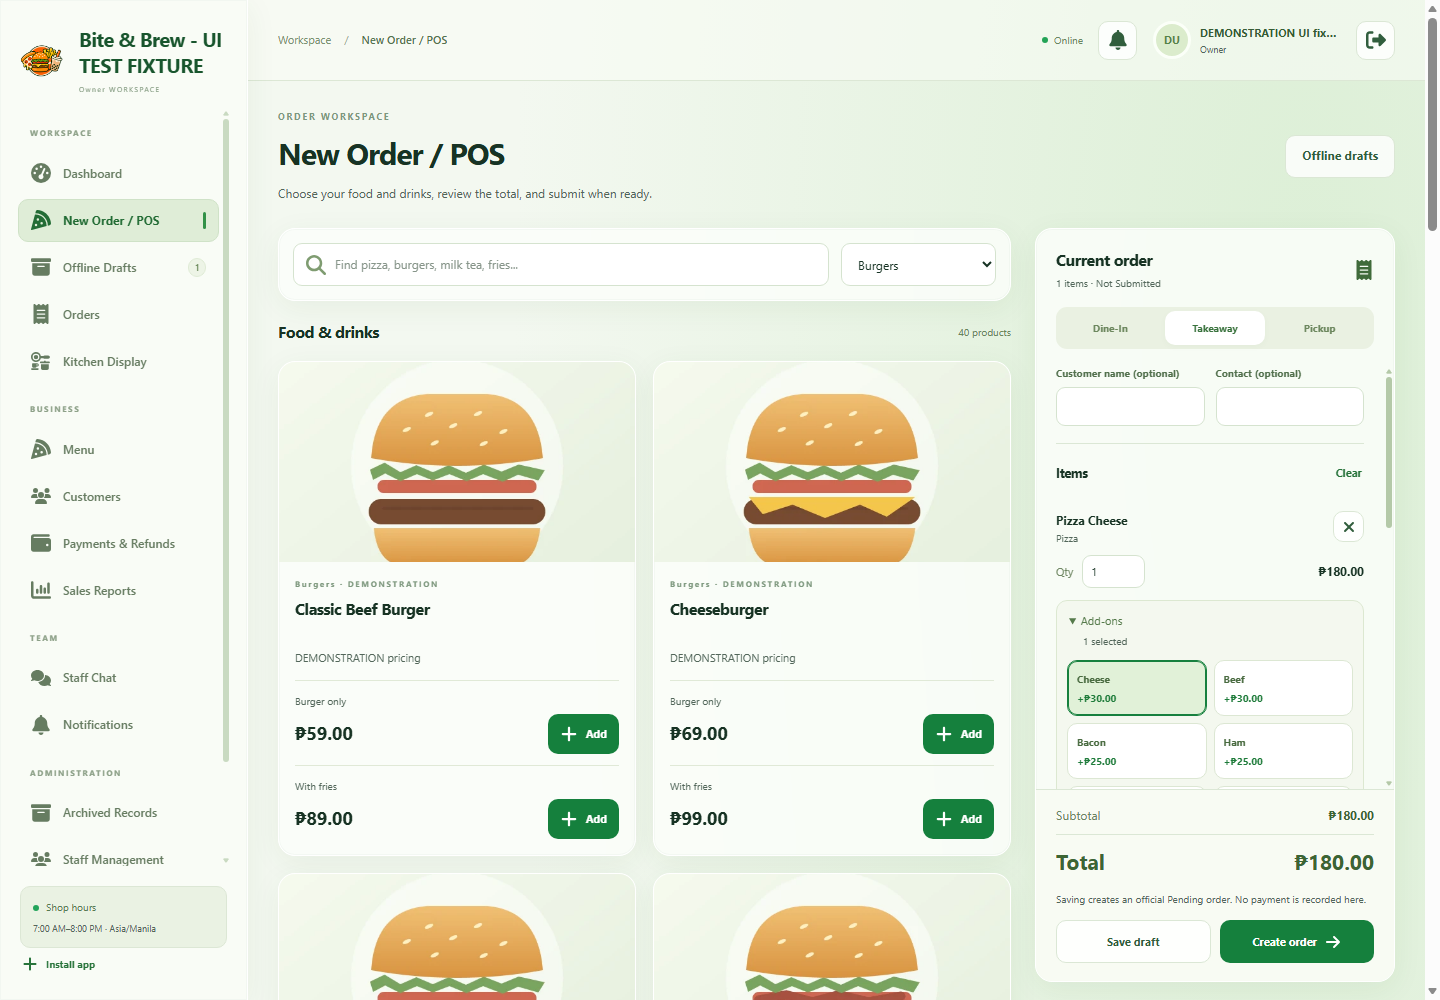 Bite & Brew - UI
TEST FIXTURE
Owner WORKSPACE
WORKSPACE
Dashboard
New Order / POS
Offline Drafts
1
Orders
Kitchen Display
BUSINESS
Menu
Customers
Payments & Refunds
Sales Reports
TEAM
Staff Chat
Notifications
ADMINISTRATION
Archived Records
Staff Management
Shop hours
7:00 AM–8:00 PM · Asia/Manila
Install app
Workspace / New Order / POS
Online
DU
DEMONSTRATION UI fix...
Owner
ORDER WORKSPACE
New Order / POS
Choose your food and drinks, review the total, and submit when ready.
Offline drafts
Find pizza, burgers, milk tea, fries...
Burgers
Food & drinks
40 products
Burgers · DEMONSTRATION
Classic Beef Burger
DEMONSTRATION pricing
Burger only
₱59.00
Add
With fries
₱89.00
Add
Burgers · DEMONSTRATION
Cheeseburger
DEMONSTRATION pricing
Burger only
₱69.00
Add
With fries
₱99.00
Add
Current order
1 items · Not Submitted
Dine-In
Takeaway
Pickup
Customer name (optional)
Contact (optional)
Items
Clear
Pizza Cheese
Pizza
Qty
1
₱180.00
▼ Add-ons
1 selected
Cheese
+₱30.00
Beef
+₱30.00
Bacon
+₱25.00
Ham
+₱25.00
Subtotal
₱180.00
Total
₱180.00
Saving creates an official Pending order. No payment is recorded here.
Save draft
Create order